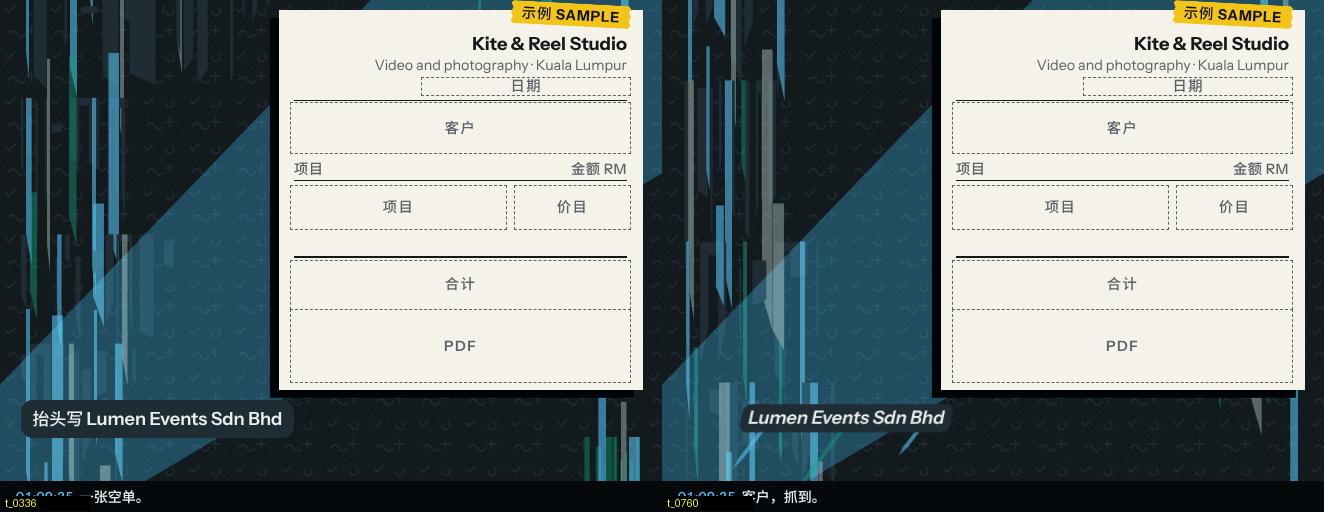 示例 SAMPLE
Kite & Reel Studio
Video and photography · Kuala Lumpur
日期
客户
项目 金额 RM
项目 价目
合计
PDF
抬头写 Lumen Events Sdn Bhd
一张空单。
t_0336
示例 SAMPLE
Kite & Reel Studio
Video and photography · Kuala Lumpur
日期
客户
项目 金额 RM
项目 价目
合计
PDF
Lumen Events Sdn Bhd
客户，抓到。
t_0760